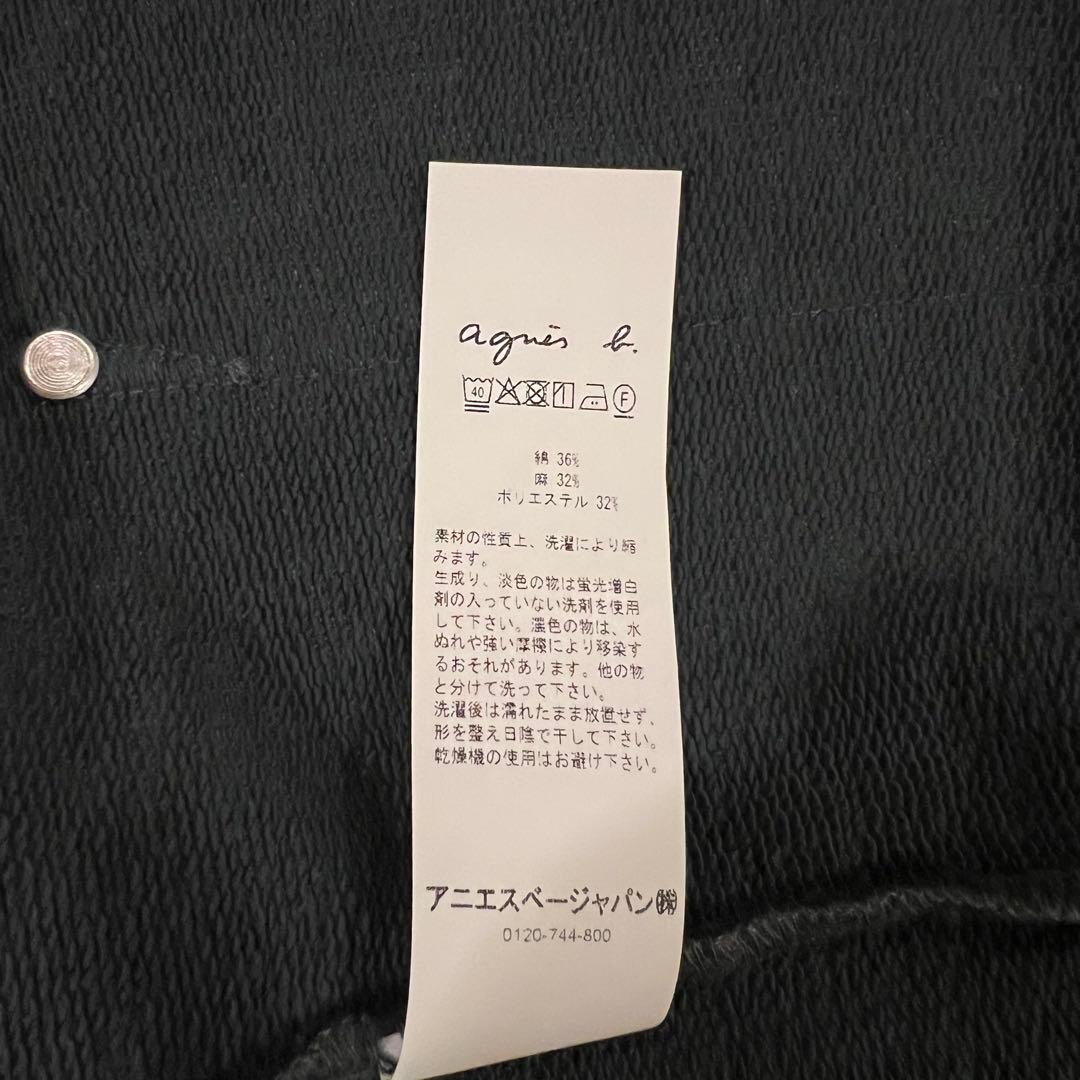 agnès b.
40 F
綿 36%
麻 32%
ポリエステル 32%
素材の性質上、洗濯により縮
みます。
生成り、淡色の物は蛍光増白
剤の入っていない洗剤を使用
して下さい。濃色の物は、水
ぬれや強い摩擦により移染す
るおそれがあります。他の物
と分けて洗って下さい。
洗濯後は濡れたまま放置せず、
形を整え日陰で干して下さい。
乾燥機の使用はお避け下さい。
アニエスベージャパン㈱
0120-744-800